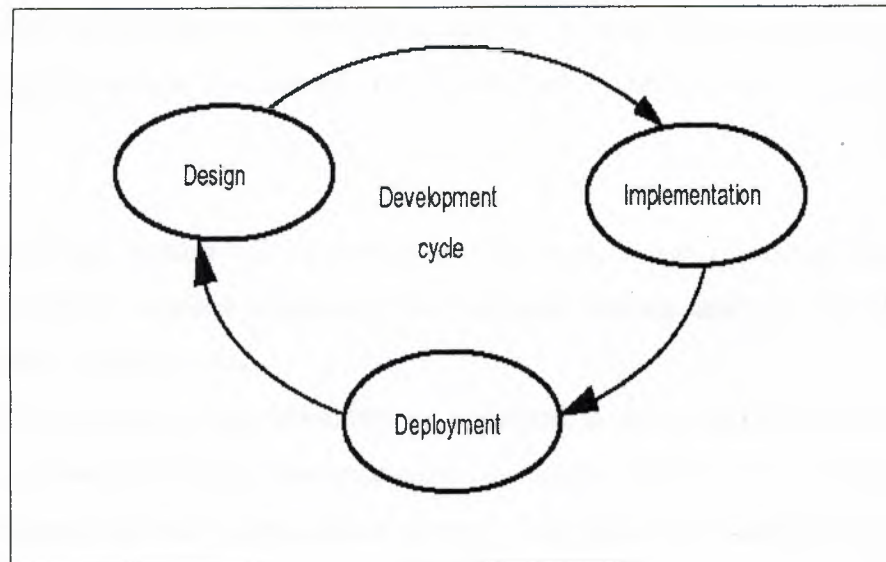 Design
Development
cycle
Implementation
Deployment